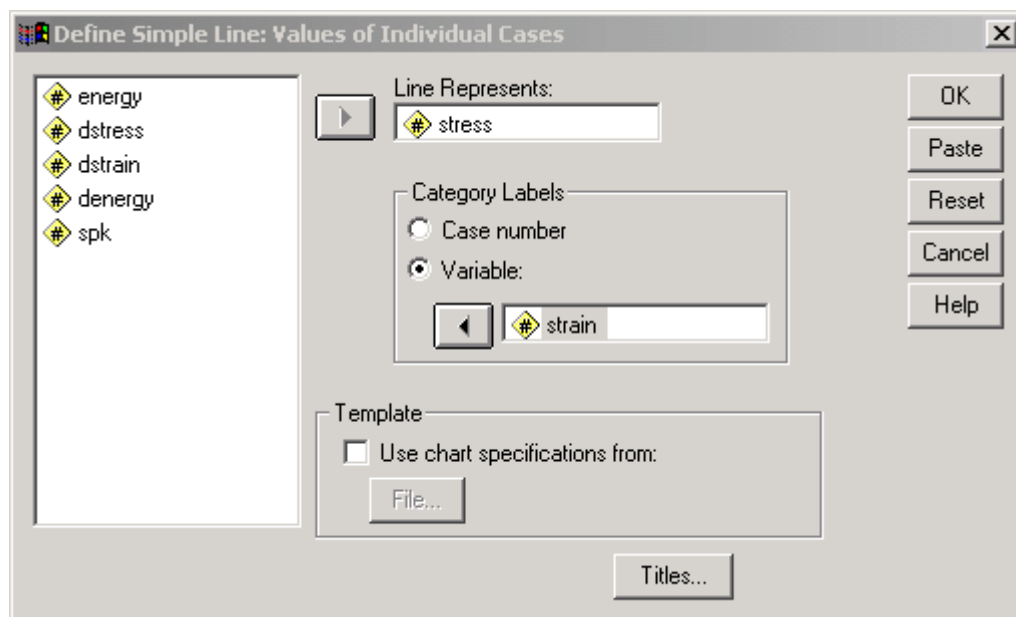 Define Simple Line: Values of Individual Cases
# energy
# dstress
# dstrain
# denergy
# spk
Line Represents:
# stress
Category Labels
Case number
Variable:
# strain
Template
Use chart specifications from:
File...
Titles...
OK
Paste
Reset
Cancel
Help